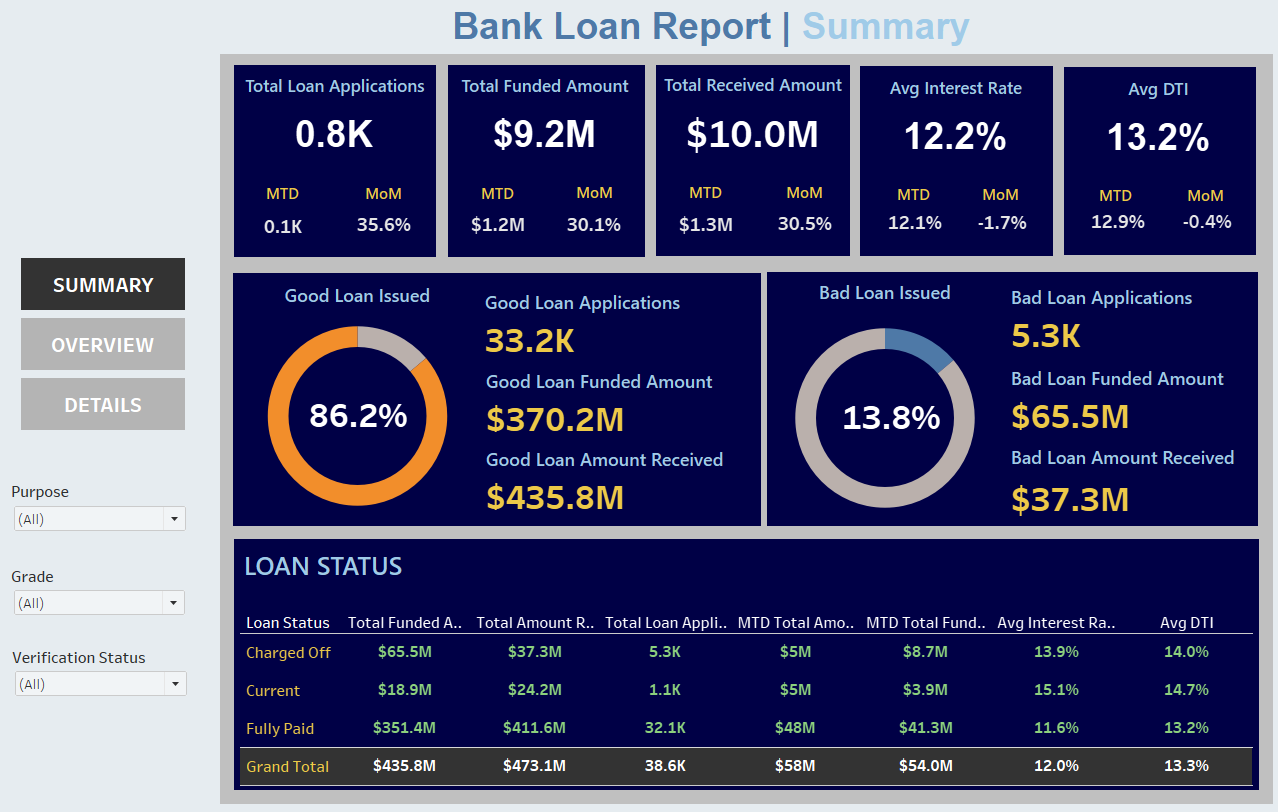 Bank Loan Report | Summary
Total Loan Applications
0.8K
MTD MoM
0.1K 35.6%
Total Funded Amount
$9.2M
MTD MoM
$1.2M 30.1%
Total Received Amount
$10.0M
MTD MoM
$1.3M 30.5%
Avg Interest Rate
12.2%
MTD MoM
12.1% -1.7%
Avg DTI
13.2%
MTD MoM
12.9% -0.4%
SUMMARY
OVERVIEW
DETAILS
Purpose
(All)
Grade
(All)
Verification Status
(All)
Good Loan Issued
86.2%
Good Loan Applications
33.2K
Good Loan Funded Amount
$370.2M
Good Loan Amount Received
$435.8M
Bad Loan Issued
13.8%
Bad Loan Applications
5.3K
Bad Loan Funded Amount
$65.5M
Bad Loan Amount Received
$37.3M
LOAN STATUS
Loan Status Total Funded A.. Total Amount R.. Total Loan Appli.. MTD Total Amo.. MTD Total Fund.. Avg Interest Ra.. Avg DTI
Charged Off $65.5M $37.3M 5.3K $5M $8.7M 13.9% 14.0%
Current $18.9M $24.2M 1.1K $5M $3.9M 15.1% 14.7%
Fully Paid $351.4M $411.6M 32.1K $48M $41.3M 11.6% 13.2%
Grand Total $435.8M $473.1M 38.6K $58M $54.0M 12.0% 13.3%